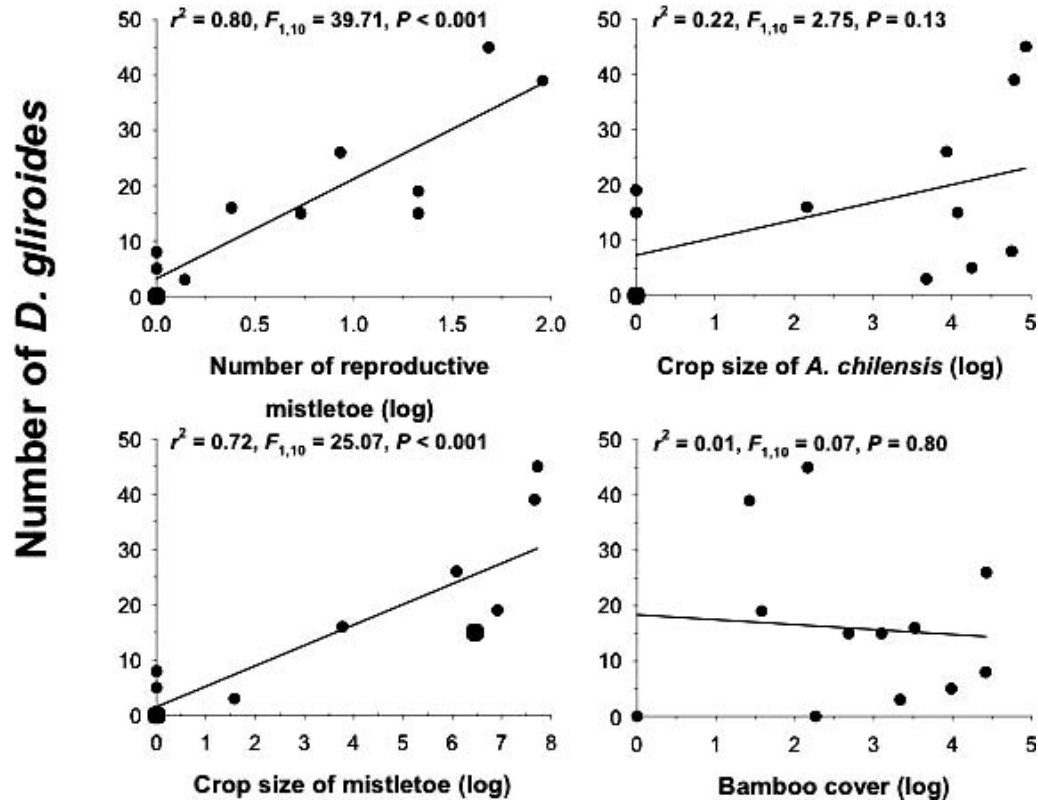 Number of D. gliroides
r² = 0.80, F1,10 = 39.71, P < 0.001
50
40
30
20
10
0
0.0 0.5 1.0 1.5 2.0
Number of reproductive
mistletoe (log)
r² = 0.22, F1,10 = 2.75, P = 0.13
50
40
30
20
10
0
0 1 2 3 4 5
Crop size of A. chilensis (log)
r² = 0.72, F1,10 = 25.07, P < 0.001
50
40
30
20
10
0
0 1 2 3 4 5 6 7 8
Crop size of mistletoe (log)
r² = 0.01, F1,10 = 0.07, P = 0.80
50
40
30
20
10
0
0 1 2 3 4 5
Bamboo cover (log)